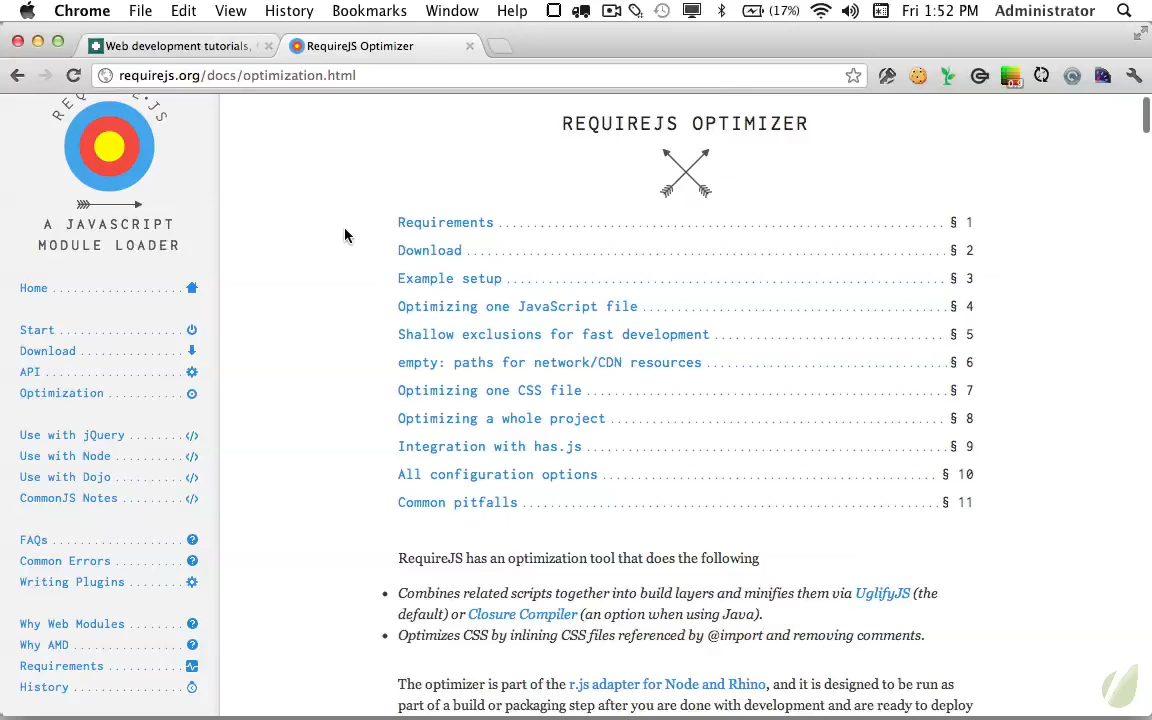 Chrome File Edit View History Bookmarks Window Help (17%) Fri 1:52 PM Administrator
Web development tutorials, RequireJS Optimizer
requirejs.org/docs/optimization.html
0.9
A JAVASCRIPT
MODULE LOADER
Home
Start
Download
API
Optimization
Use with jQuery
Use with Node
Use with Dojo
CommonJS Notes
FAQs
Common Errors
Writing Plugins
Why Web Modules
Why AMD
Requirements
History
REQUIREJS OPTIMIZER
Requirements § 1
Download § 2
Example setup § 3
Optimizing one JavaScript file § 4
Shallow exclusions for fast development § 5
empty: paths for network/CDN resources § 6
Optimizing one CSS file § 7
Optimizing a whole project § 8
Integration with has.js § 9
All configuration options § 10
Common pitfalls § 11
RequireJS has an optimization tool that does the following
• Combines related scripts together into build layers and minifies them via UglifyJS (the
default) or Closure Compiler (an option when using Java).
• Optimizes CSS by inlining CSS files referenced by @import and removing comments.
The optimizer is part of the r.js adapter for Node and Rhino, and it is designed to be run as
part of a build or packaging step after you are done with development and are ready to deploy